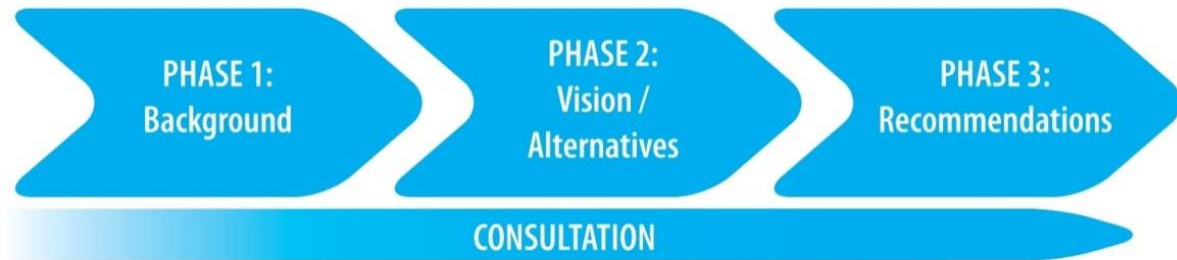 PHASE 1:
Background
PHASE 2:
Vision /
Alternatives
PHASE 3:
Recommendations
CONSULTATION